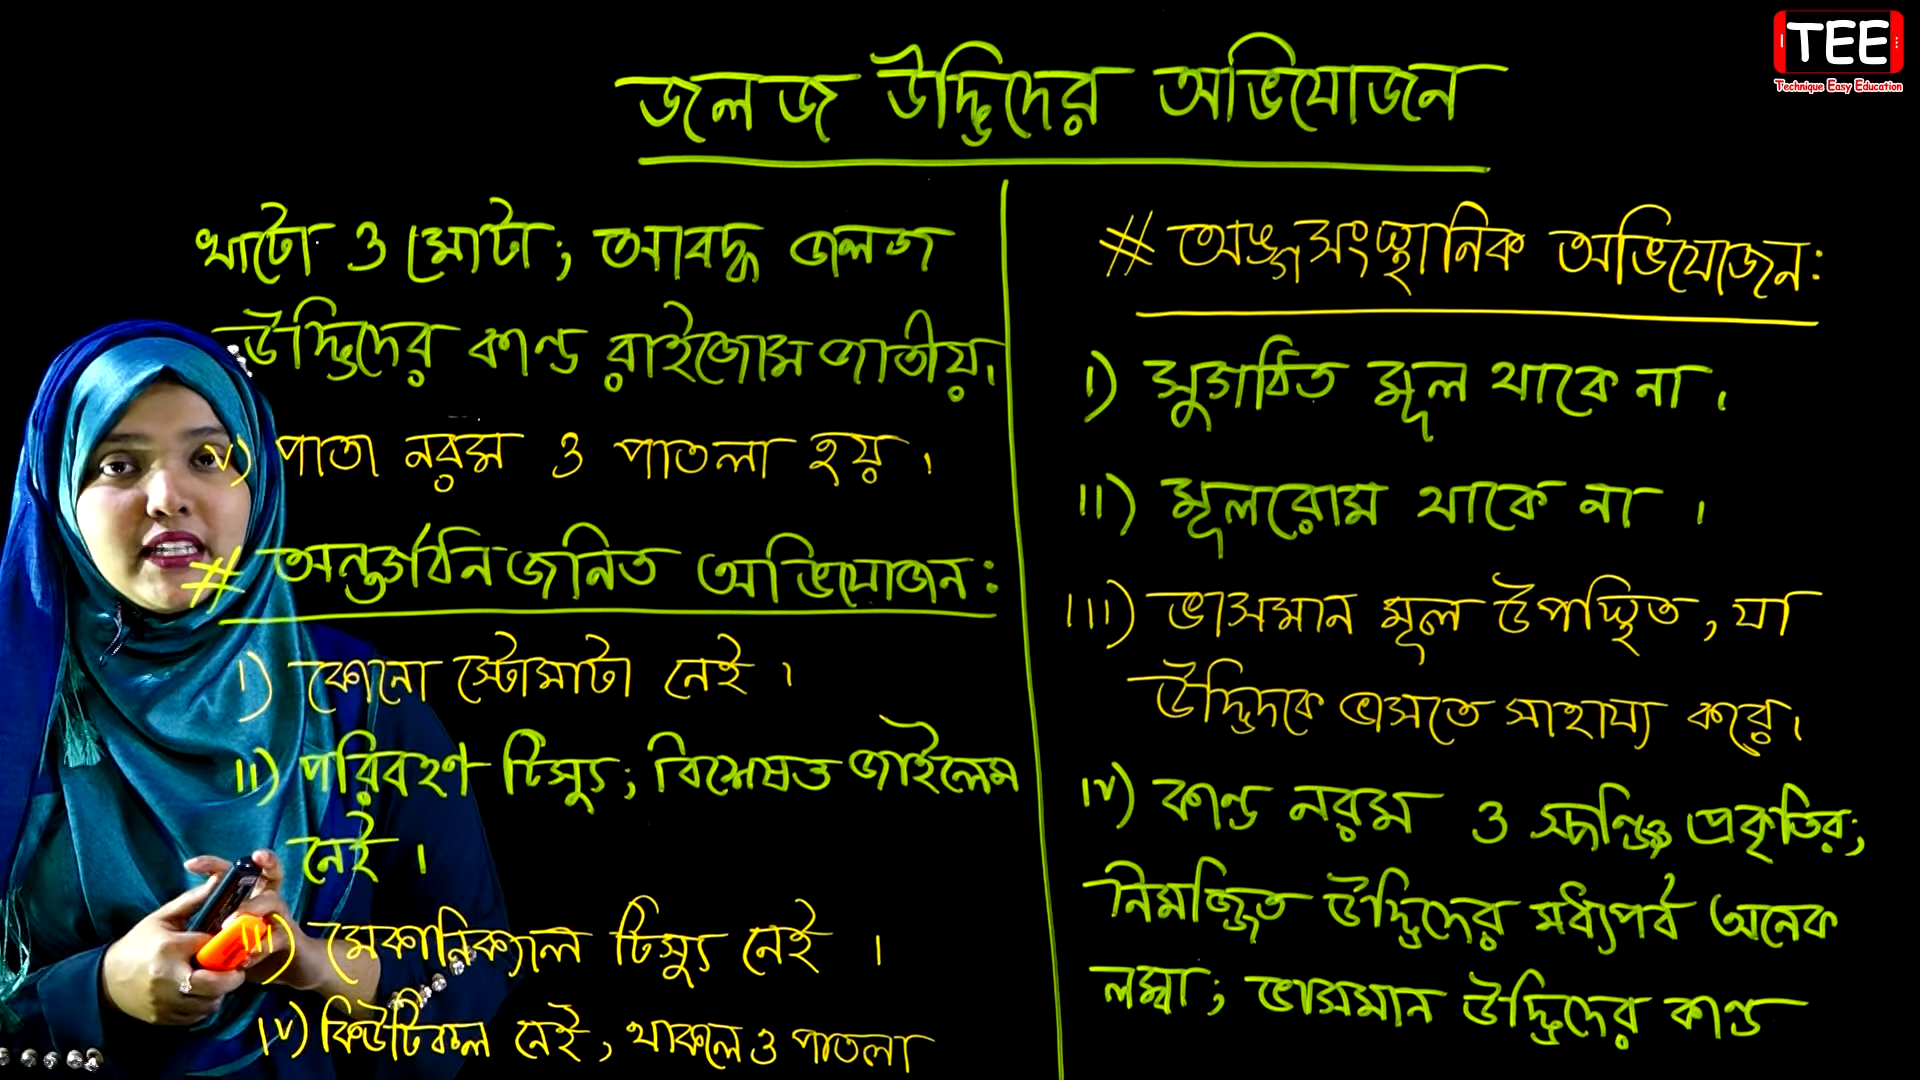 TEE
Technique Easy Education
জলজ উদ্ভিদের অভিযোজন
# অঙ্গসংস্থানিক অভিযোজন:
i) সুগঠিত মূল থাকে না।
ii) মূলরোম থাকে না।
iii) ভাসমান মূল উপস্থিত, যা
উদ্ভিদকে ভাসতে সাহায্য করে।
iv) কান্ড নরম ও স্পঞ্জি প্রকৃতির;
নিমজ্জিত উদ্ভিদের মধ্যপর্ব অনেক
লম্বা; ভাসমান উদ্ভিদের কান্ড
খাটো ও মোটা; আবদ্ধ জলজ
উদ্ভিদের কান্ড রাইজোম জাতীয়।
v) পাতা নরম ও পাতলা হয়।
# অন্তর্গঠনজনিত অভিযোজন:
i) কোনো স্টোমাটা নেই।
ii) পরিবহণ টিস্যু; বিশেষত জাইলেম
নেই।
iii) মেকানিক্যাল টিস্যু নেই।
iv) কিউটিকল নেই, থাকলেও পাতলা